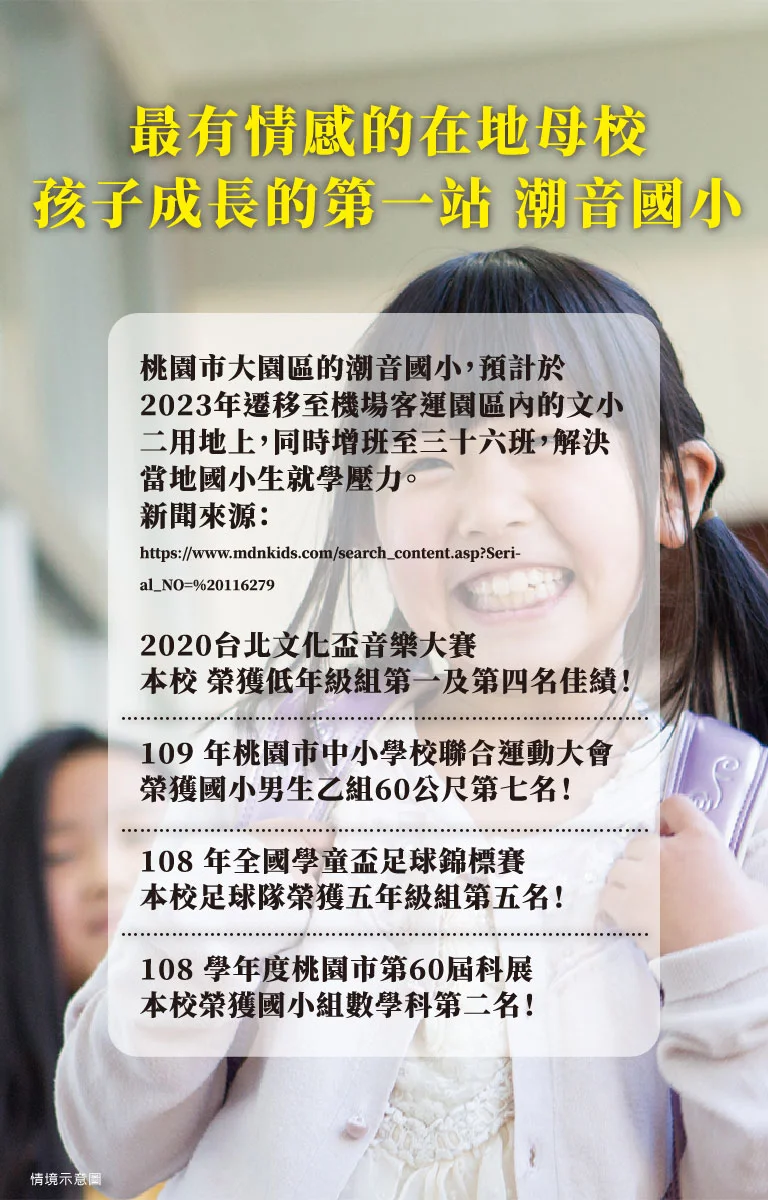 最有情感的在地母校
孩子成長的第一站 潮音國小
桃園市大園區的潮音國小,預計於
2023年遷移至機場客運園區內的文小
二用地上,同時增班至三十六班,解決
當地國小生就學壓力。
新聞來源:
https://www.mdnkids.com/search_content.asp?Seri-
al_NO=%20116279
2020台北文化盃音樂大賽
本校 榮獲低年級組第一及第四名佳績!
109 年桃園市中小學校聯合運動大會
榮獲國小男生乙組60公尺第七名!
108 年全國學童盃足球錦標賽
本校足球隊榮獲五年級組第五名!
108 學年度桃園市第60屆科展
本校榮獲國小組數學科第二名!
情境示意圖